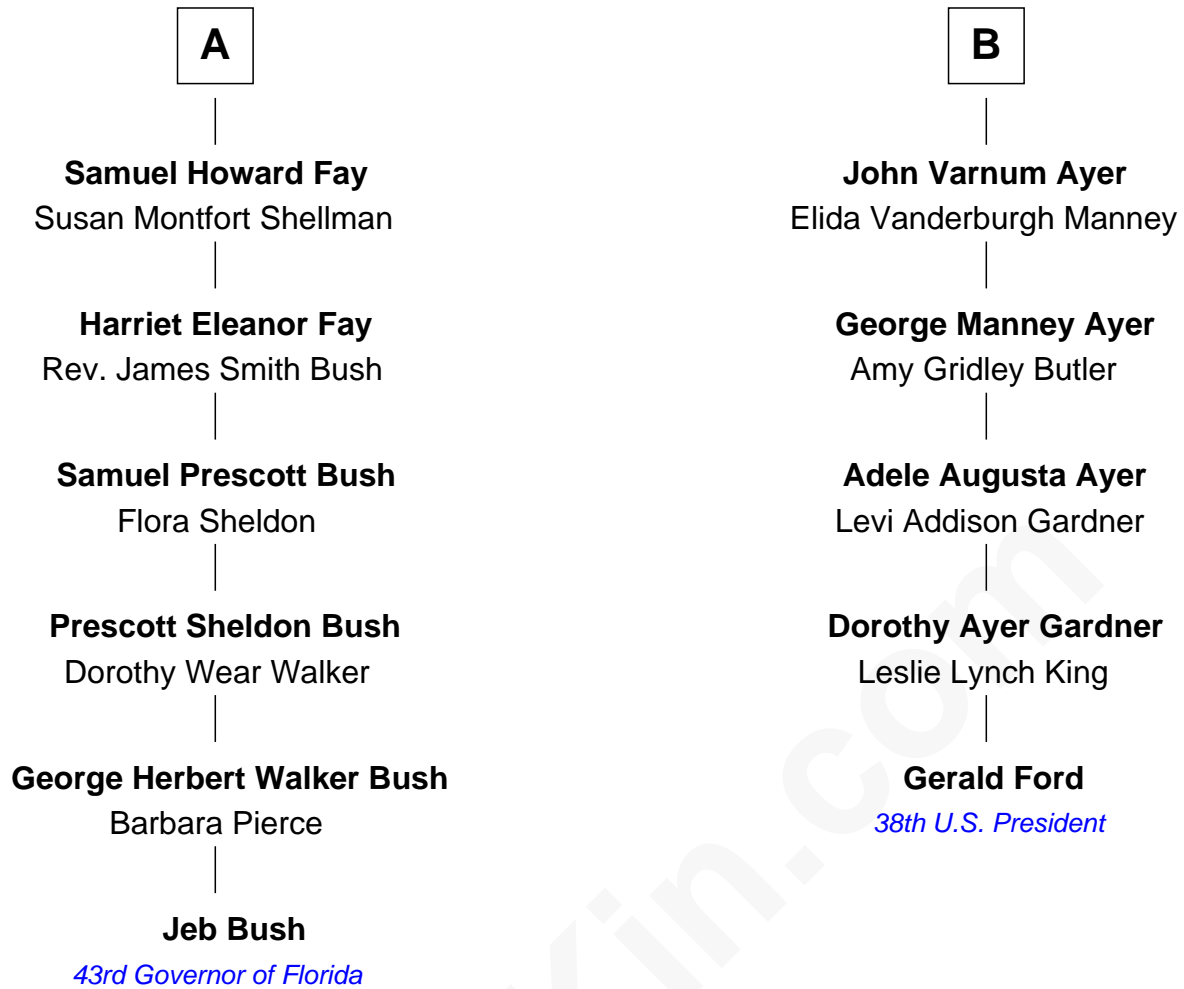 A
Samuel Howard Fay
Susan Montfort Shellman
Harriet Eleanor Fay
Rev. James Smith Bush
Samuel Prescott Bush
Flora Sheldon
Prescott Sheldon Bush
Dorothy Wear Walker
George Herbert Walker Bush
Barbara Pierce
Jeb Bush
43rd Governor of Florida
B
John Varnum Ayer
Elida Vanderburgh Manney
George Manney Ayer
Amy Gridley Butler
Adele Augusta Ayer
Levi Addison Gardner
Dorothy Ayer Gardner
Leslie Lynch King
Gerald Ford
38th U.S. President